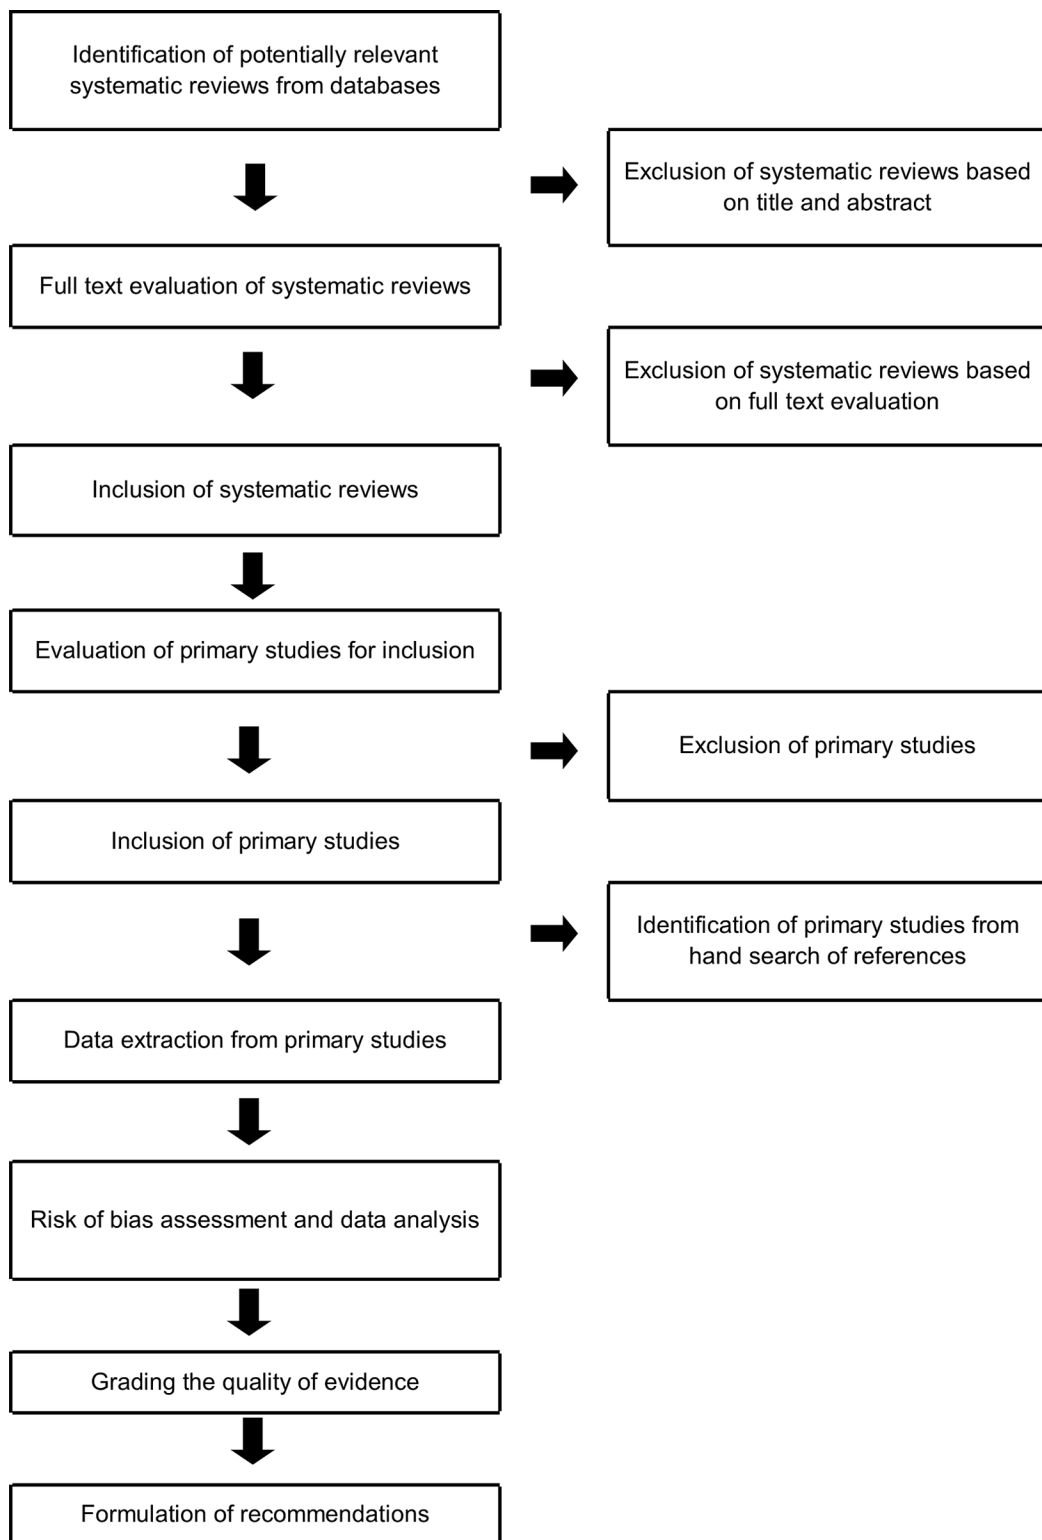 Identification of potentially relevant
systematic reviews from databases
Exclusion of systematic reviews based
on title and abstract
Full text evaluation of systematic reviews
Exclusion of systematic reviews based
on full text evaluation
Inclusion of systematic reviews
Evaluation of primary studies for inclusion
Exclusion of primary studies
Inclusion of primary studies
Identification of primary studies from
hand search of references
Data extraction from primary studies
Risk of bias assessment and data analysis
Grading the quality of evidence
Formulation of recommendations